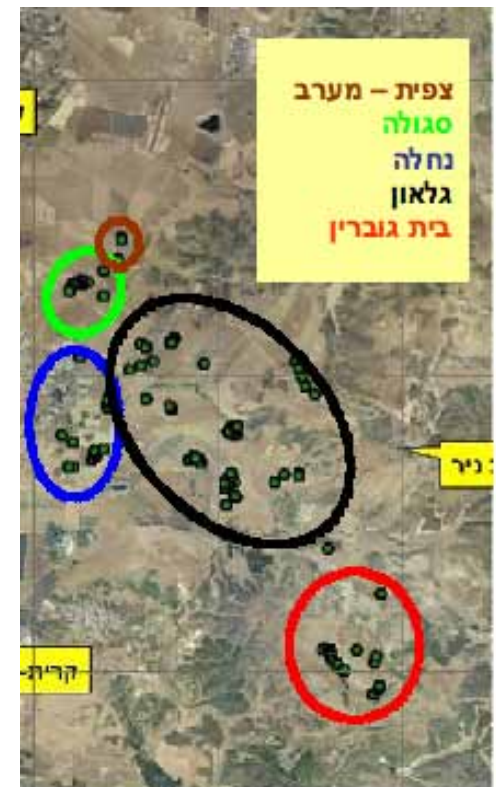 צפית – מערב
סגולה
נחלה
גלאון
בית גוברין
ניר
קרית-